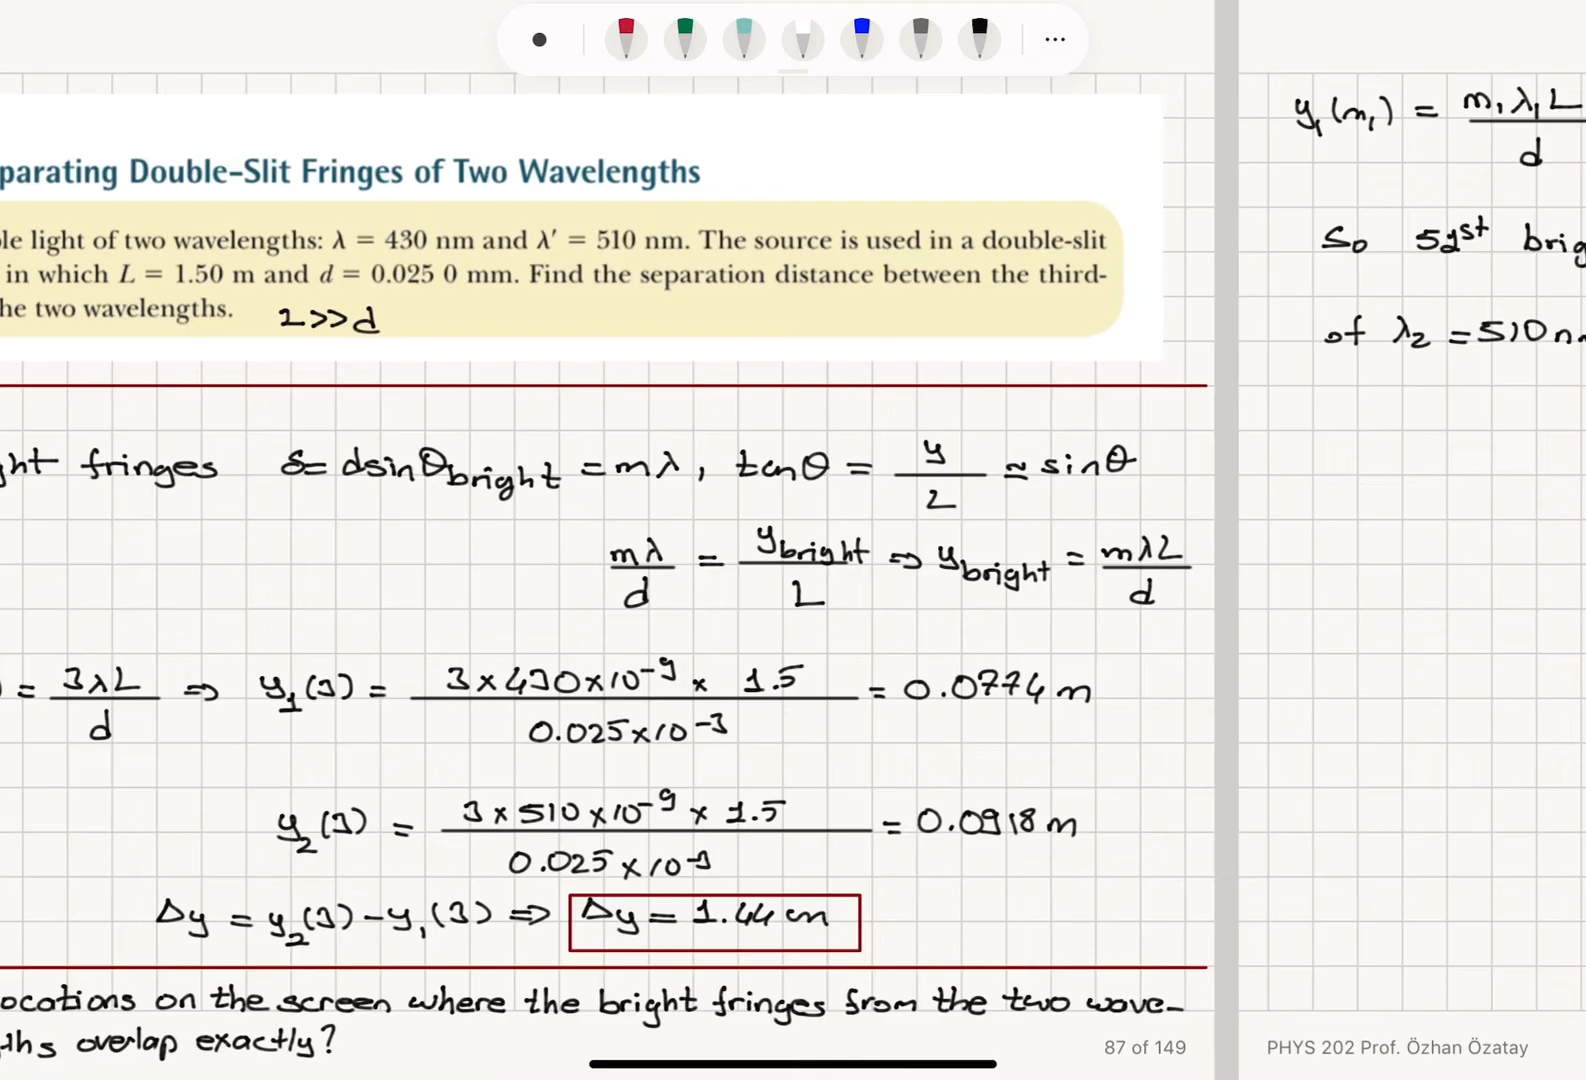 parating Double-Slit Fringes of Two Wavelengths
le light of two wavelengths: λ = 430 nm and λ′ = 510 nm. The source is used in a double-slit
in which L = 1.50 m and d = 0.025 0 mm. Find the separation distance between the third-
he two wavelengths. L>>d
ht fringes δ= dsinθbright = mλ, tanθ = y/L ≈ sinθ
mλ/d = ybright/L ⇒ ybright = mλL/d
) = 3λL/d ⇒ y₁(3) = 3×430×10⁻⁹ × 1.5/0.025×10⁻³ = 0.0774 m
y₂(3) = 3×510×10⁻⁹ × 1.5/0.025×10⁻³ = 0.0918 m
Δy = y₂(3) - y₁(3) ⇒ Δy = 1.44 cm
ocations on the screen where the bright fringes from the two wave-
ths overlap exactly?
87 of 149
y₁(m₁) = m₁λ₁L/d
So 51st brig
of λ₂ = 510 n
PHYS 202 Prof. Özhan Özatay